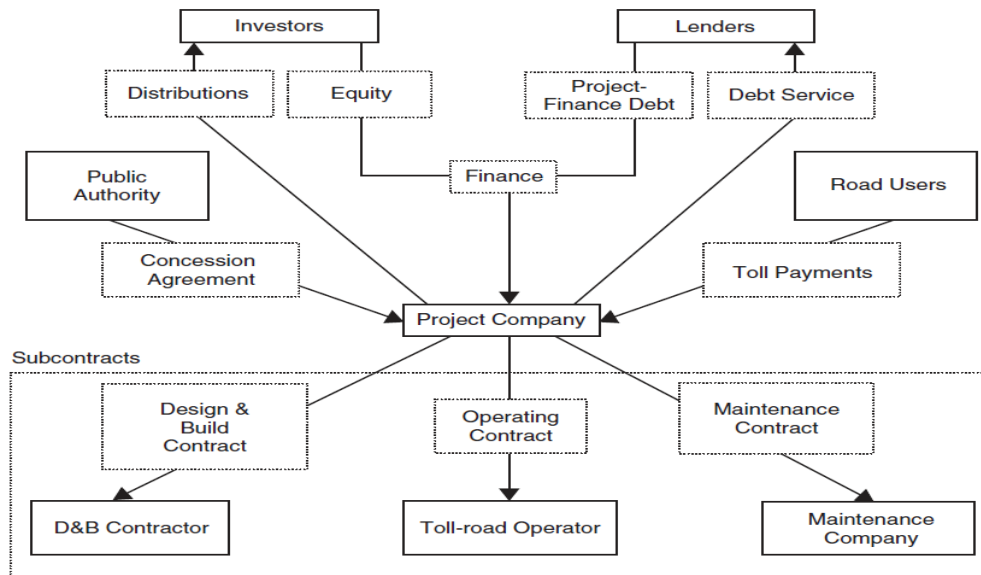 Investors
Lenders
Distributions
Equity
Project-
Finance Debt
Debt Service
Public
Authority
Finance
Road Users
Concession
Agreement
Toll Payments
Project Company
Subcontracts
Design &
Build
Contract
Operating
Contract
Maintenance
Contract
D&B Contractor
Toll-road Operator
Maintenance
Company